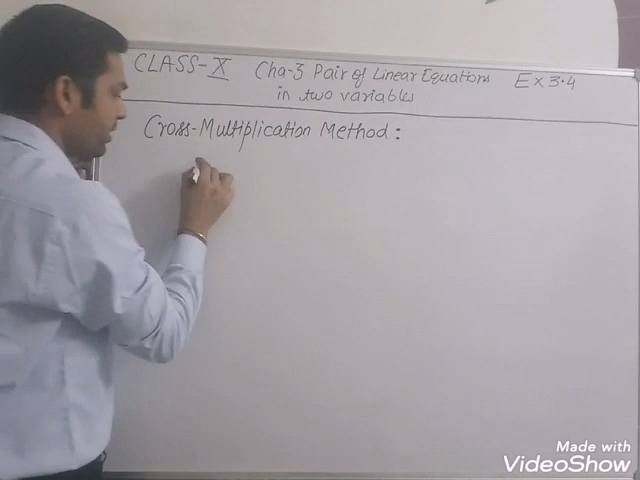 CLASS-X Cha-3 Pair of Linear Equations Ex 3.4
in two variables
Cross-Multiplication Method:
Made with
VideoShow